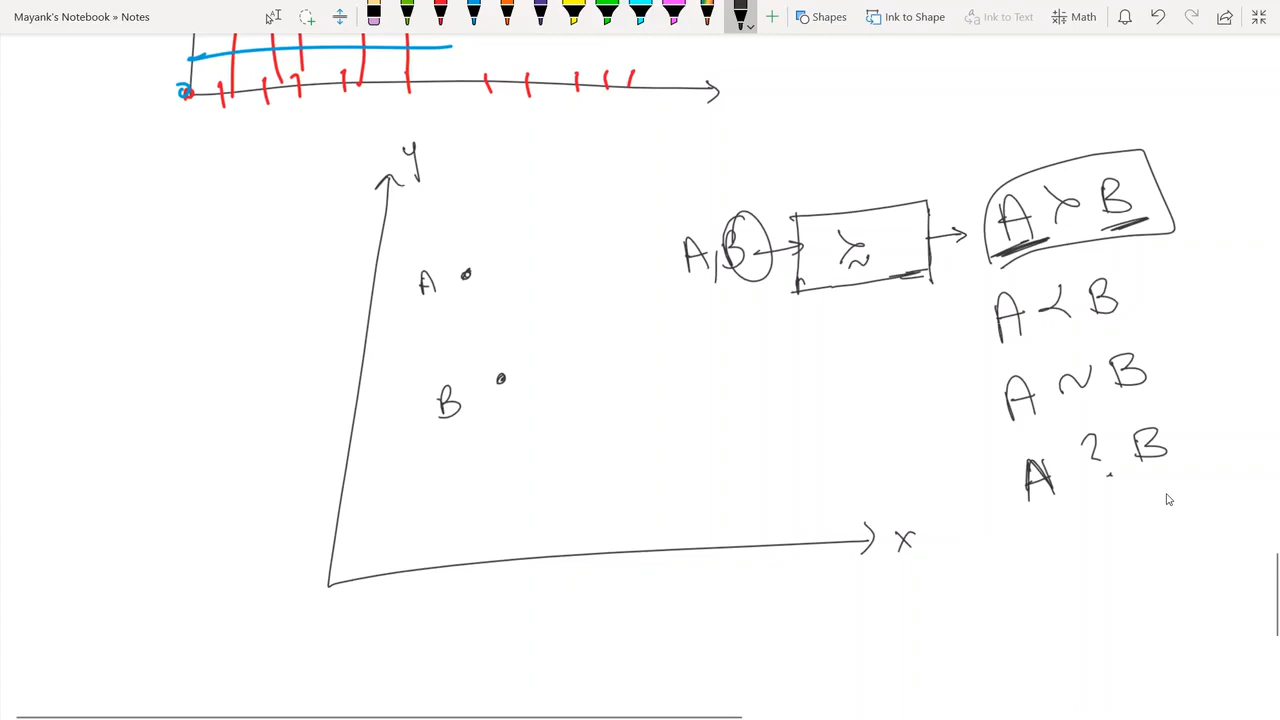 Mayank's Notebook » Notes
Shapes
Ink to Shape
Ink to Text
Math
y
A
B
x
A,B
≿
A ≻ B
A ≺ B
A ~ B
A ? B